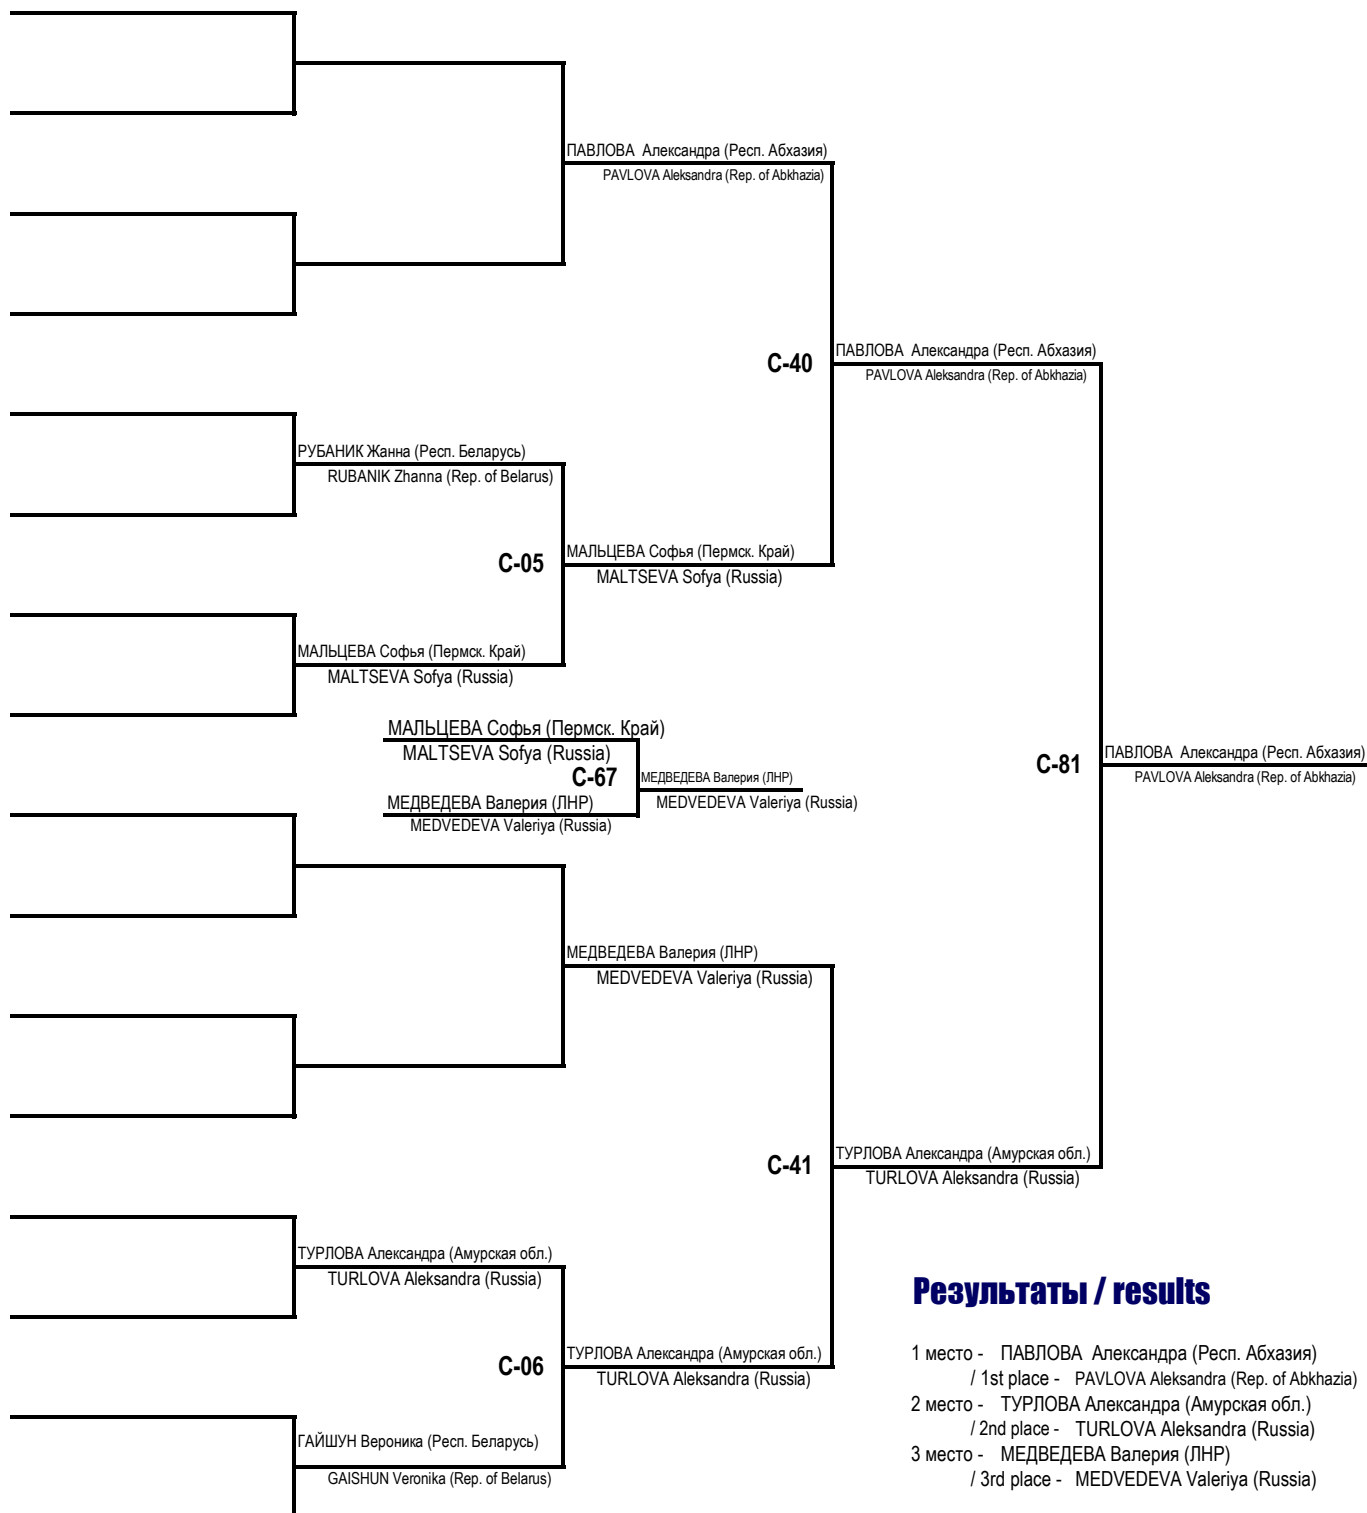 ПАВЛОВА Александра (Респ. Абхазия)
PAVLOVA Aleksandra (Rep. of Abkhazia)
C-40
ПАВЛОВА Александра (Респ. Абхазия)
PAVLOVA Aleksandra (Rep. of Abkhazia)
РУБАНИК Жанна (Респ. Беларусь)
RUBANIK Zhanna (Rep. of Belarus)
C-05
МАЛЬЦЕВА Софья (Пермск. Край)
MALTSEVA Sofya (Russia)
МАЛЬЦЕВА Софья (Пермск. Край)
MALTSEVA Sofya (Russia)
МАЛЬЦЕВА Софья (Пермск. Край)
MALTSEVA Sofya (Russia)
C-67
МЕДВЕДЕВА Валерия (ЛНР)
MEDVEDEVA Valeriya (Russia)
МЕДВЕДЕВА Валерия (ЛНР)
MEDVEDEVA Valeriya (Russia)
C-81
ПАВЛОВА Александра (Респ. Абхазия)
PAVLOVA Aleksandra (Rep. of Abkhazia)
МЕДВЕДЕВА Валерия (ЛНР)
MEDVEDEVA Valeriya (Russia)
C-41
ТУРЛОВА Александра (Амурская обл.)
TURLOVA Aleksandra (Russia)
ТУРЛОВА Александра (Амурская обл.)
TURLOVA Aleksandra (Russia)
C-06
ТУРЛОВА Александра (Амурская обл.)
TURLOVA Aleksandra (Russia)
ГАЙШУН Вероника (Респ. Беларусь)
GAISHUN Veronika (Rep. of Belarus)
Результаты / results
1 место - ПАВЛОВА Александра (Респ. Абхазия)
/ 1st place - PAVLOVA Aleksandra (Rep. of Abkhazia)
2 место - ТУРЛОВА Александра (Амурская обл.)
/ 2nd place - TURLOVA Aleksandra (Russia)
3 место - МЕДВЕДЕВА Валерия (ЛНР)
/ 3rd place - MEDVEDEVA Valeriya (Russia)